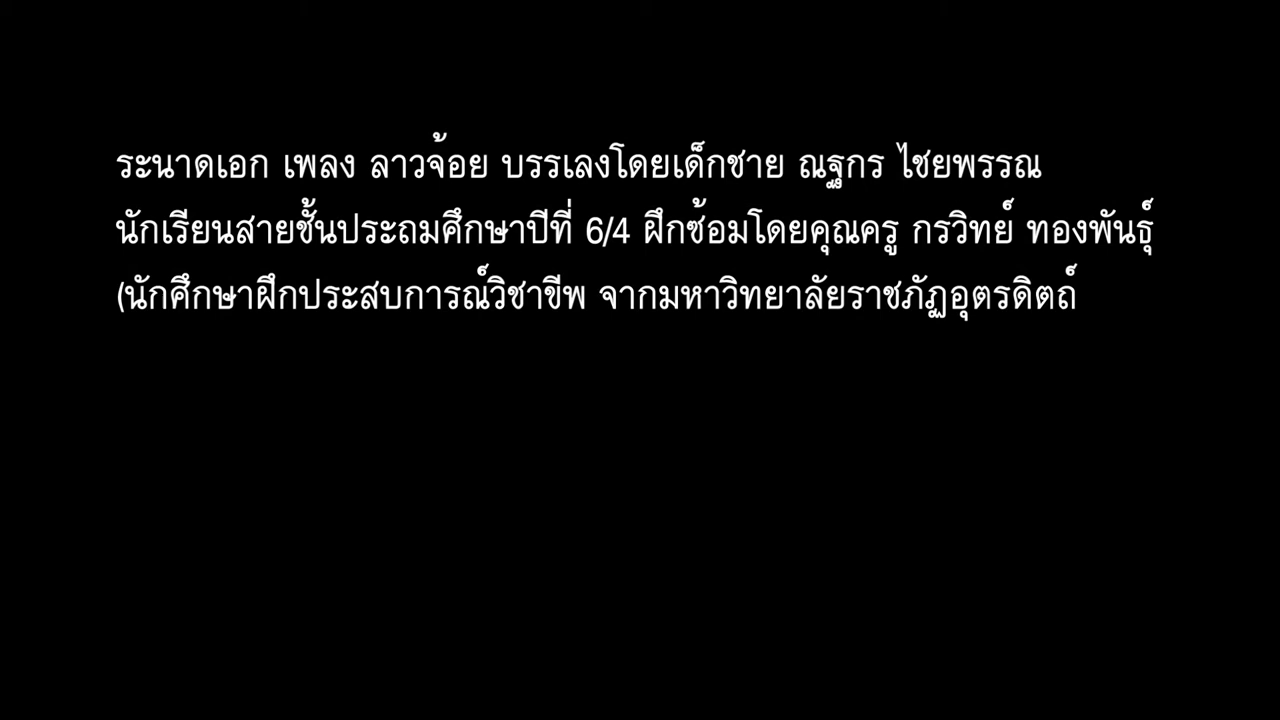 ระนาดเอก เพลง ลาวจ้อย บรรเลงโดยเด็กชาย ณฐกร ไชยพรรณ
นักเรียนสายชั้นประถมศึกษาปีที่ 6/4 ฝึกซ้อมโดยคุณครู กรวิทย์ ทองพันธุ์
(นักศึกษาฝึกประสบการณ์วิชาขีพ จากมหาวิทยาลัยราชภัฏอุตรดิตถ์